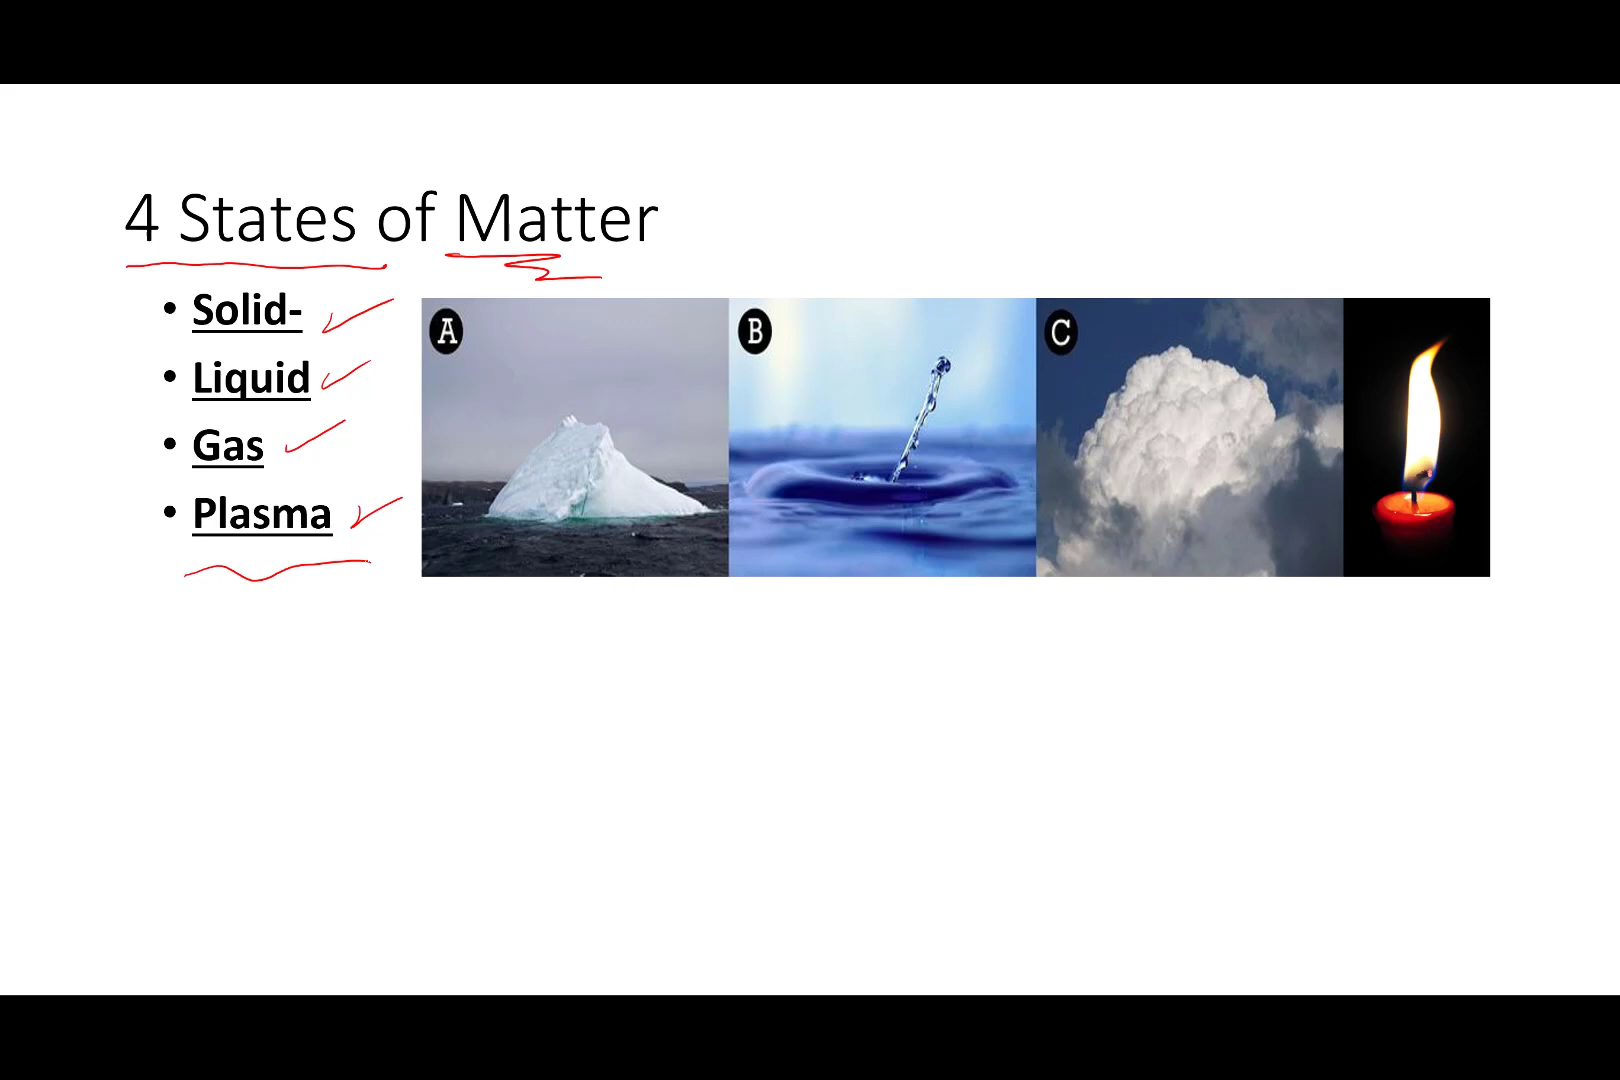 4 States of Matter
• Solid-
• Liquid
• Gas
• Plasma
A B C